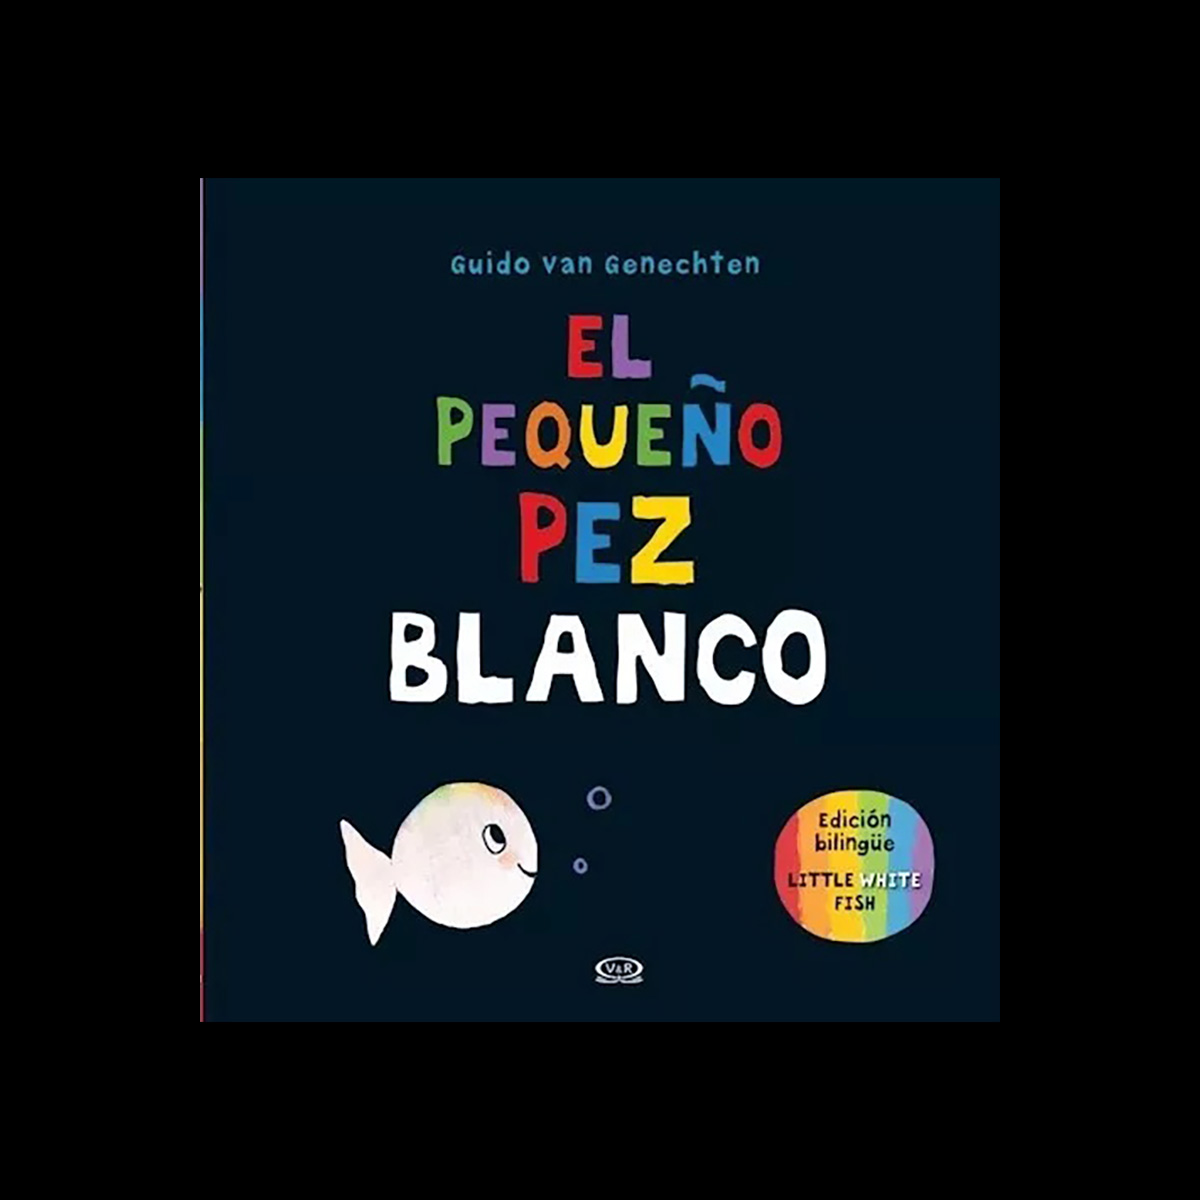 Guido van Genechten
EL
PEQUEÑO
PEZ
BLANCO
Edición
bilingüe
LITTLE WHITE
FISH
V&R